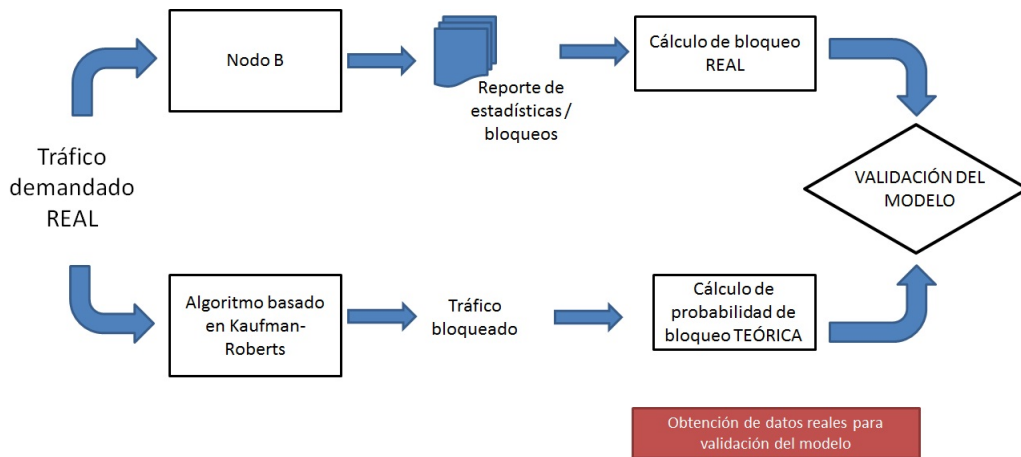 Nodo B
Reporte de
estadísticas /
bloqueos
Cálculo de bloqueo
REAL
Tráfico
demandado
REAL
VALIDACIÓN DEL
MODELO
Algoritmo basado
en Kaufman-
Roberts
Tráfico
bloqueado
Cálculo de
probabilidad de
bloqueo TEÓRICA
Obtención de datos reales para
validación del modelo